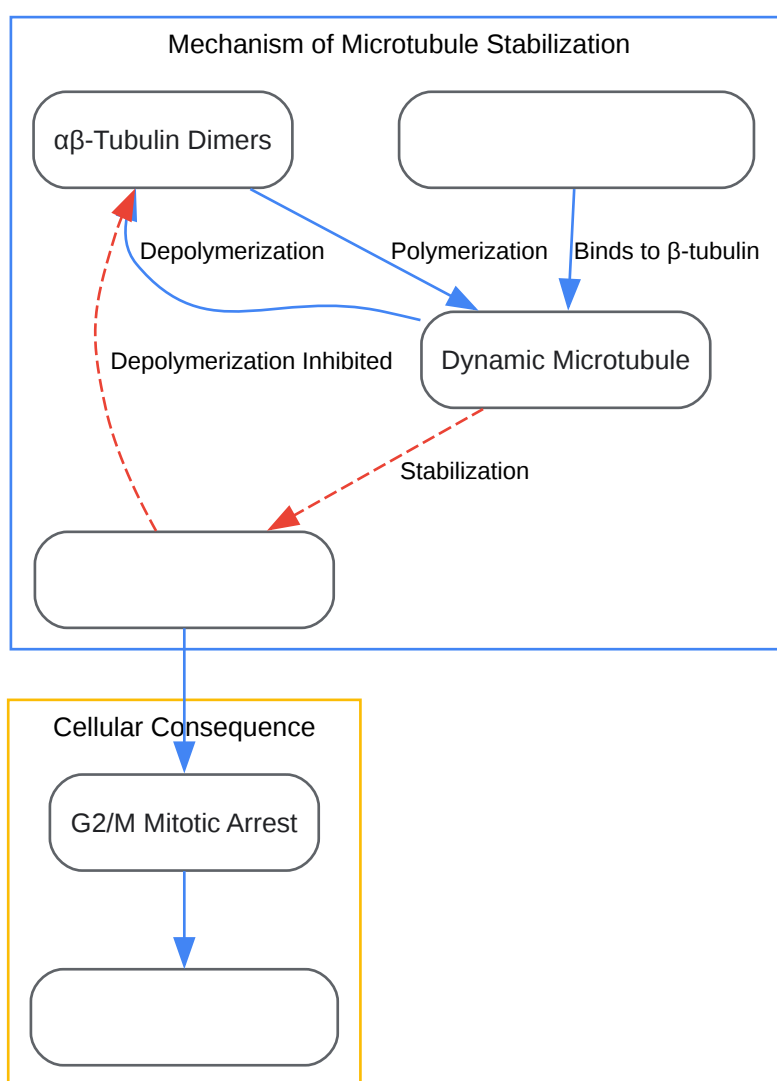 Mechanism of Microtubule Stabilization
αβ-Tubulin Dimers
Depolymerization
Polymerization
Binds to β-tubulin
Depolymerization Inhibited
Dynamic Microtubule
Stabilization
Cellular Consequence
G2/M Mitotic Arrest